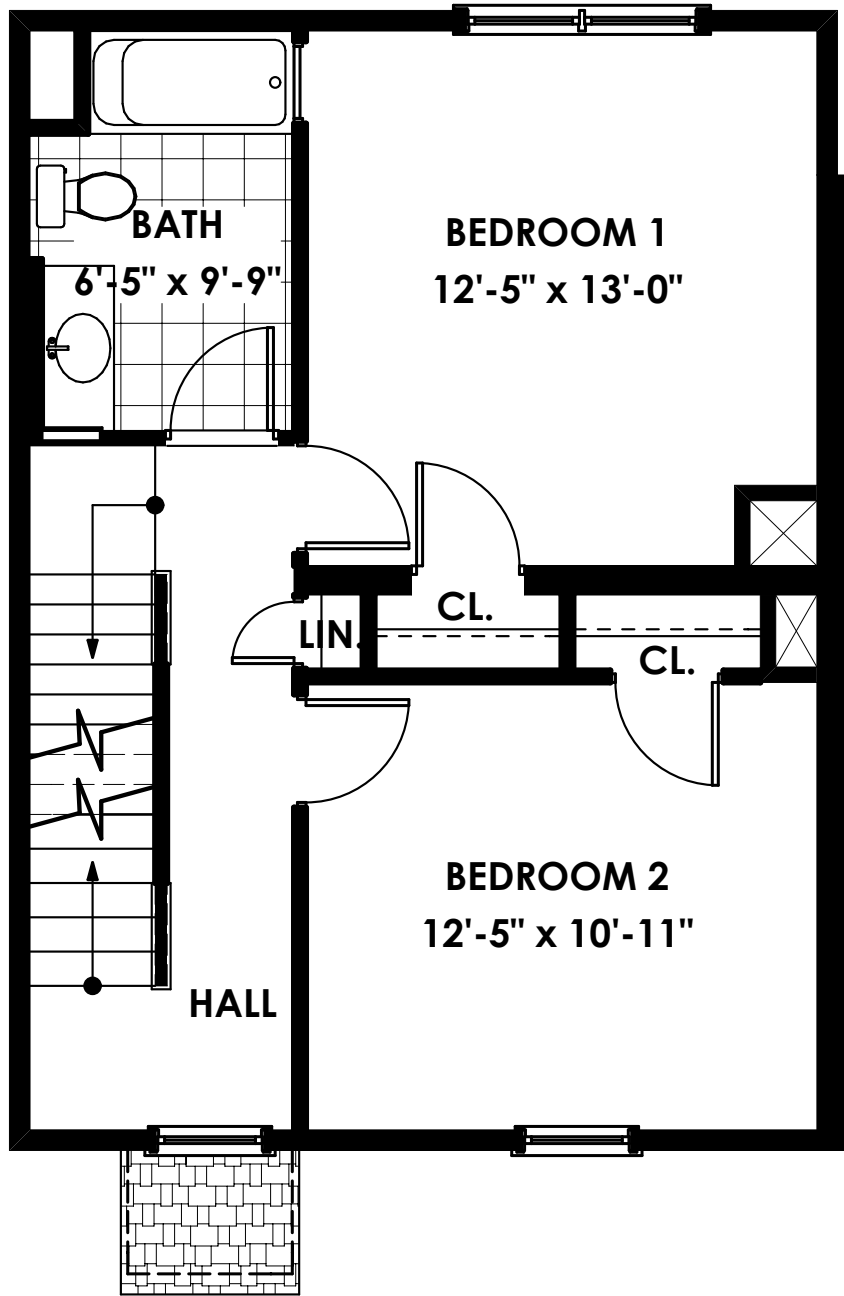 BATH
6'-5" x 9'-9"
BEDROOM 1
12'-5" x 13'-0"
LIN.
CL.
CL.
BEDROOM 2
12'-5" x 10'-11"
HALL